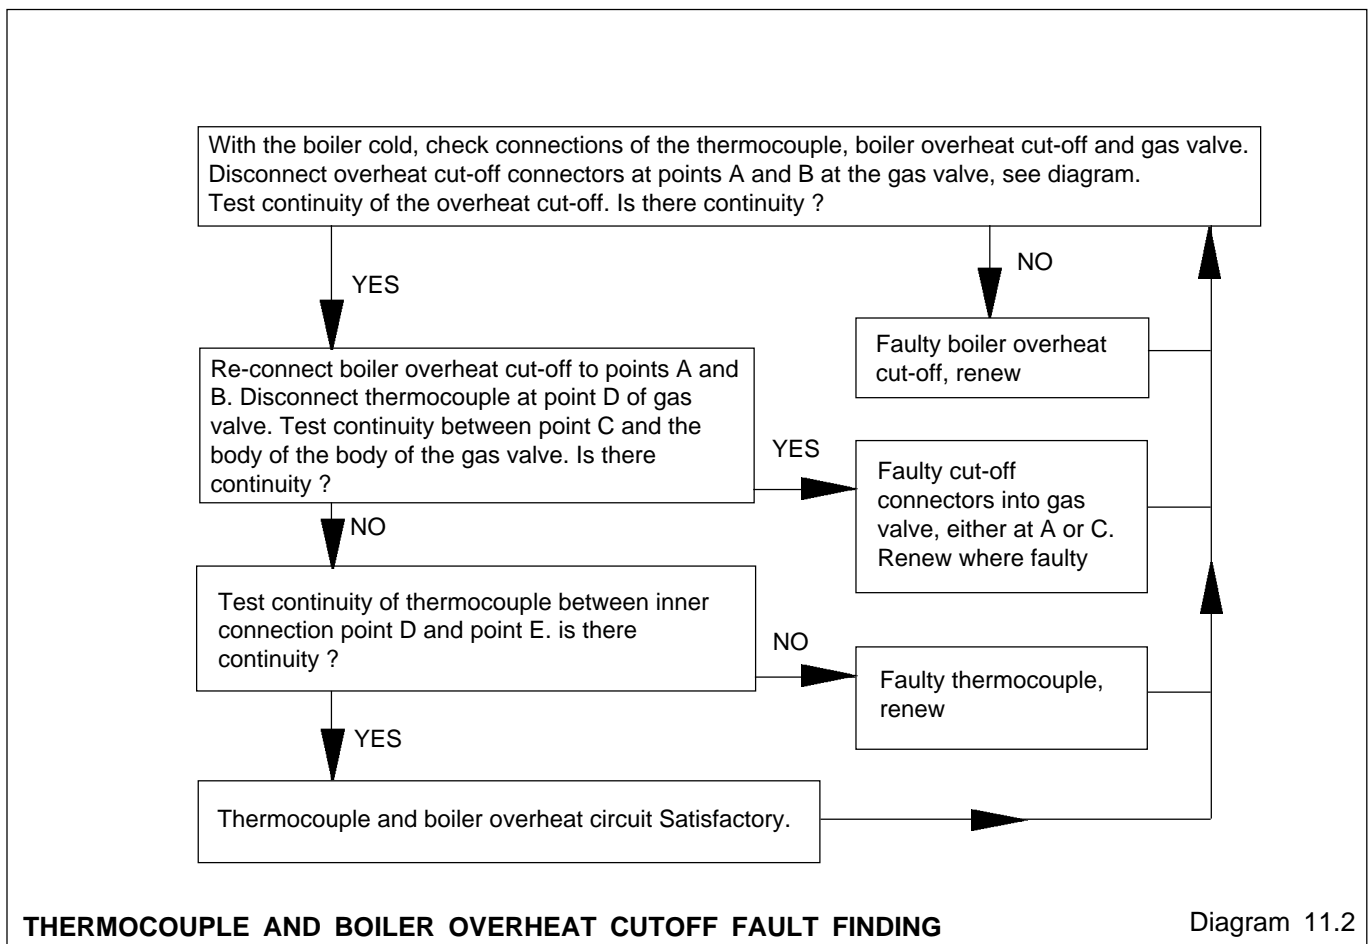 With the boiler cold, check connections of the thermocouple, boiler overheat cut-off and gas valve.
Disconnect overheat cut-off connectors at points A and B at the gas valve, see diagram.
Test continuity of the overheat cut-off. Is there continuity ?
YES
NO
Faulty boiler overheat
cut-off, renew
Re-connect boiler overheat cut-off to points A and
B. Disconnect thermocouple at point D of gas
valve. Test continuity between point C and the
body of the body of the gas valve. Is there
continuity ?
YES
Faulty cut-off
connectors into gas
valve, either at A or C.
Renew where faulty
NO
Test continuity of thermocouple between inner
connection point D and point E. is there
continuity ?
NO
Faulty thermocouple,
renew
YES
Thermocouple and boiler overheat circuit Satisfactory.
THERMOCOUPLE AND BOILER OVERHEAT CUTOFF FAULT FINDING
Diagram 11.2